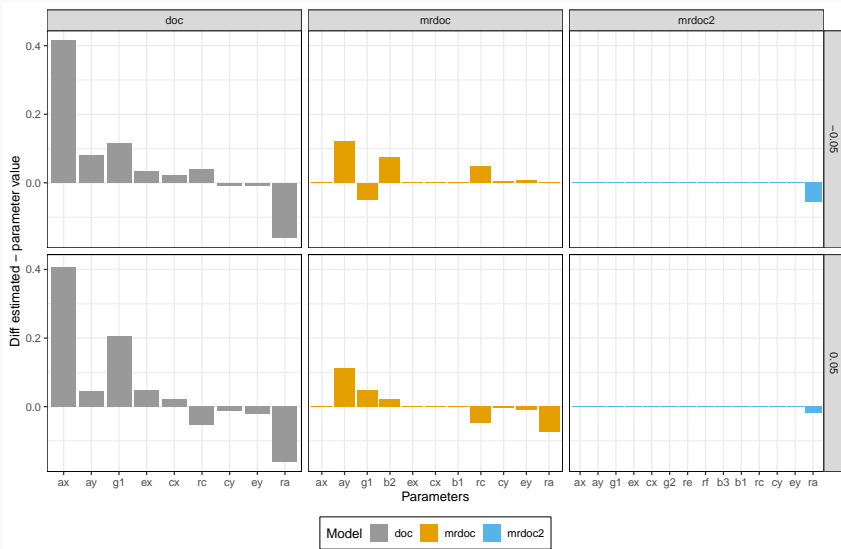 doc mrdoc mrdoc2
0.4
0.2
0.0
−0.05
0.4
0.2
0.0
0.05
Diff estimated − parameter value
ax ay g1 ex cx rc cy ey ra
ax ay g1 b2 ex cx b1 rc cy ey ra
ax ay g1 ex cx g2 re rf b3 b1 rc cy ey ra
Parameters
Model doc mrdoc mrdoc2